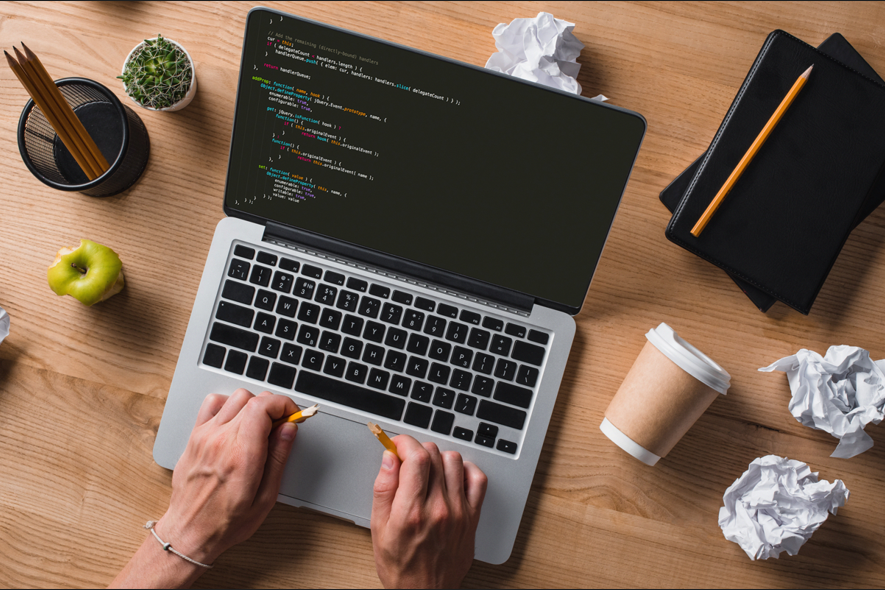 }
}
// Add the remaining (directly-bound) handlers
cur = this;
if ( delegateCount < handlers.length ) {
handlerQueue.push( { elem: cur, handlers: handlers.slice( delegateCount ) } );
}
return handlerQueue;
},
addProp: function( name, hook ) {
Object.defineProperty( jQuery.Event.prototype, name, {
enumerable: true,
configurable: true,
get: jQuery.isFunction( hook ) ?
function() {
if ( this.originalEvent ) {
return hook( this.originalEvent );
}
} :
function() {
if ( this.originalEvent ) {
return this.originalEvent[ name ];
}
},
set: function( value ) {
Object.defineProperty( this, name, {
enumerable: true,
configurable: true,
writable: true,
value: value
} );
}
} );
},
Q W E R T Y U I O P
A S D F G H J K L
Z X C V B N M